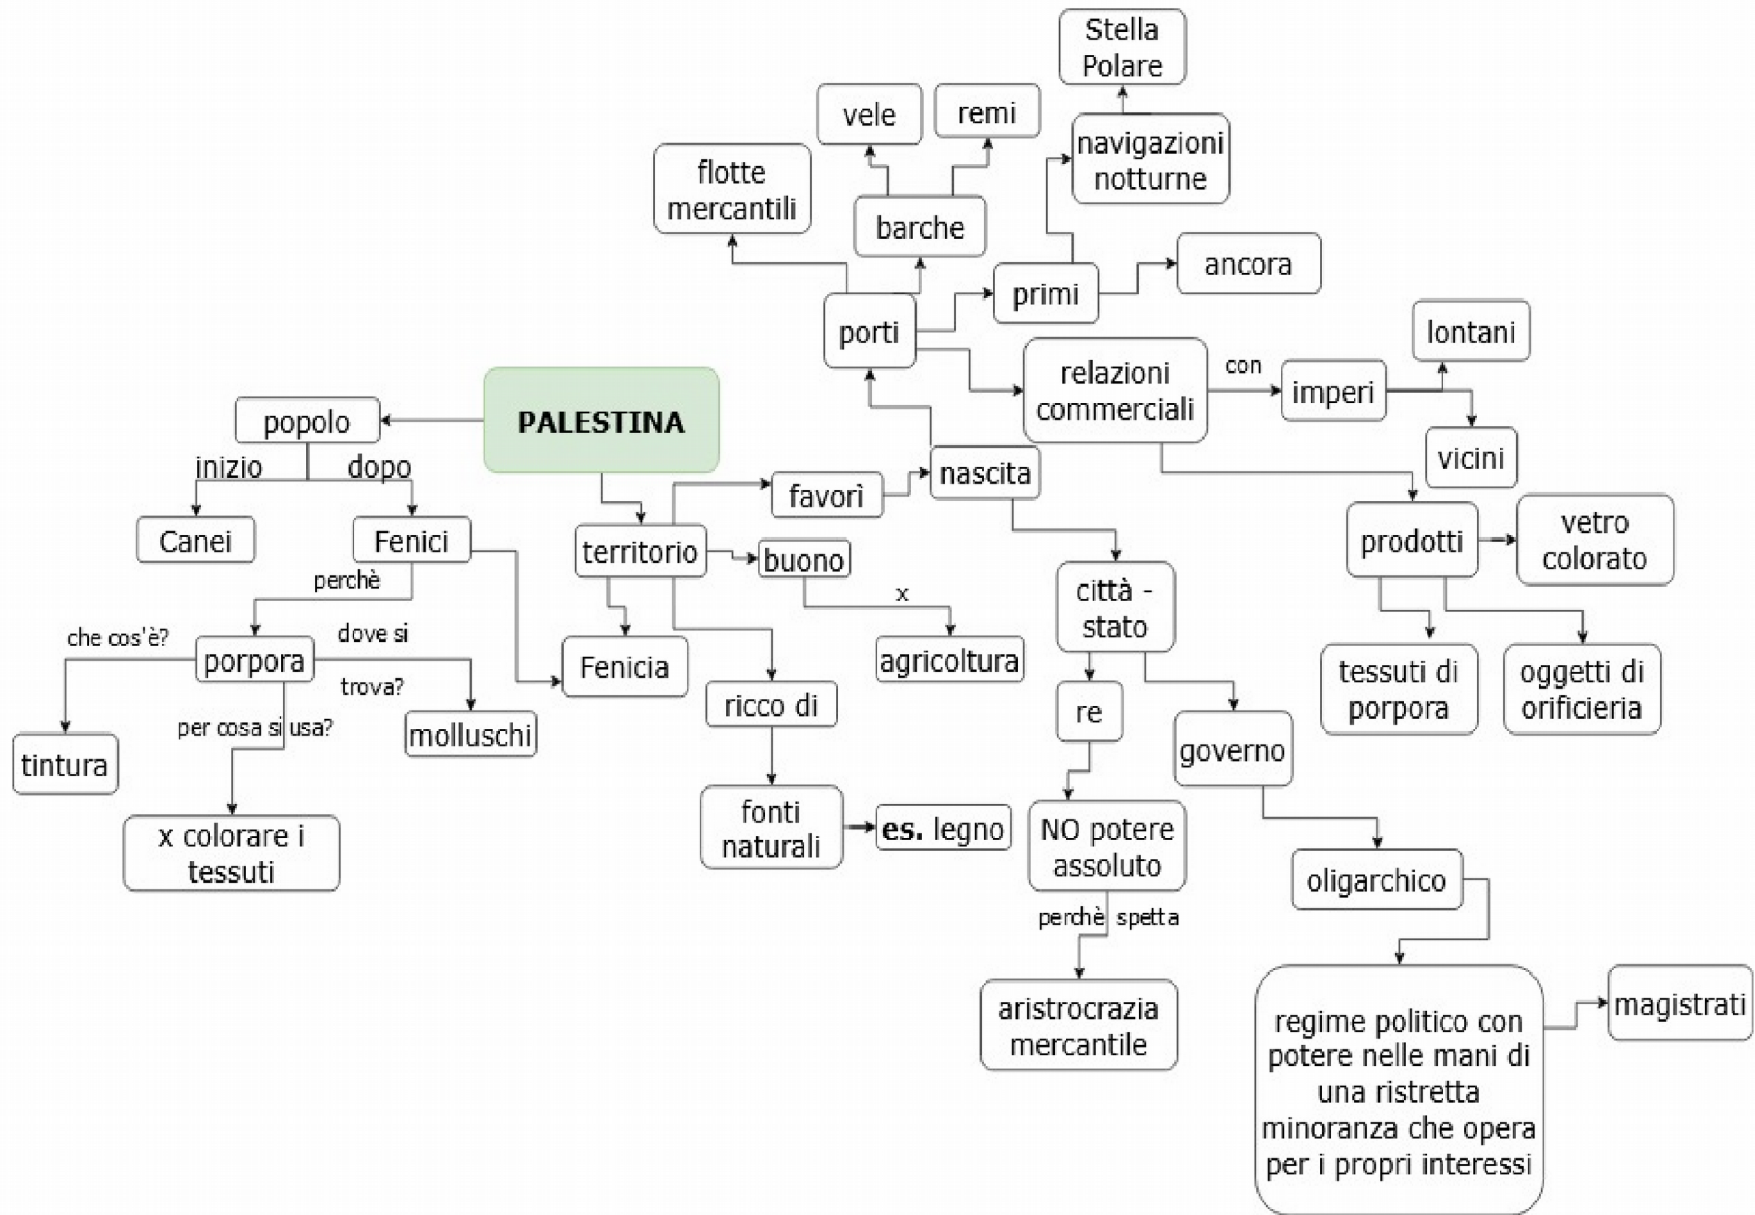 Stella
Polare
vele
remi
navigazioni
notturne
flotte
mercantili
barche
ancora
primi
porti
lontani
relazioni
commerciali
con
imperi
vicini
PALESTINA
popolo
inizio
dopo
Canei
Fenici
perchè
che cos'è?
dove si
porpora
trova?
per cosa si usa?
tintura
molluschi
x colorare i
tessuti
territorio
favorì
nascita
buono
x
agricoltura
Fenicia
ricco di
fonti
naturali
es. legno
città -
stato
re
governo
NO potere
assoluto
perchè spetta
aristrocrazia
mercantile
oligarchico
regime politico con
potere nelle mani di
una ristretta
minoranza che opera
per i propri interessi
magistrati
prodotti
vetro
colorato
tessuti di
porpora
oggetti di
orificieria